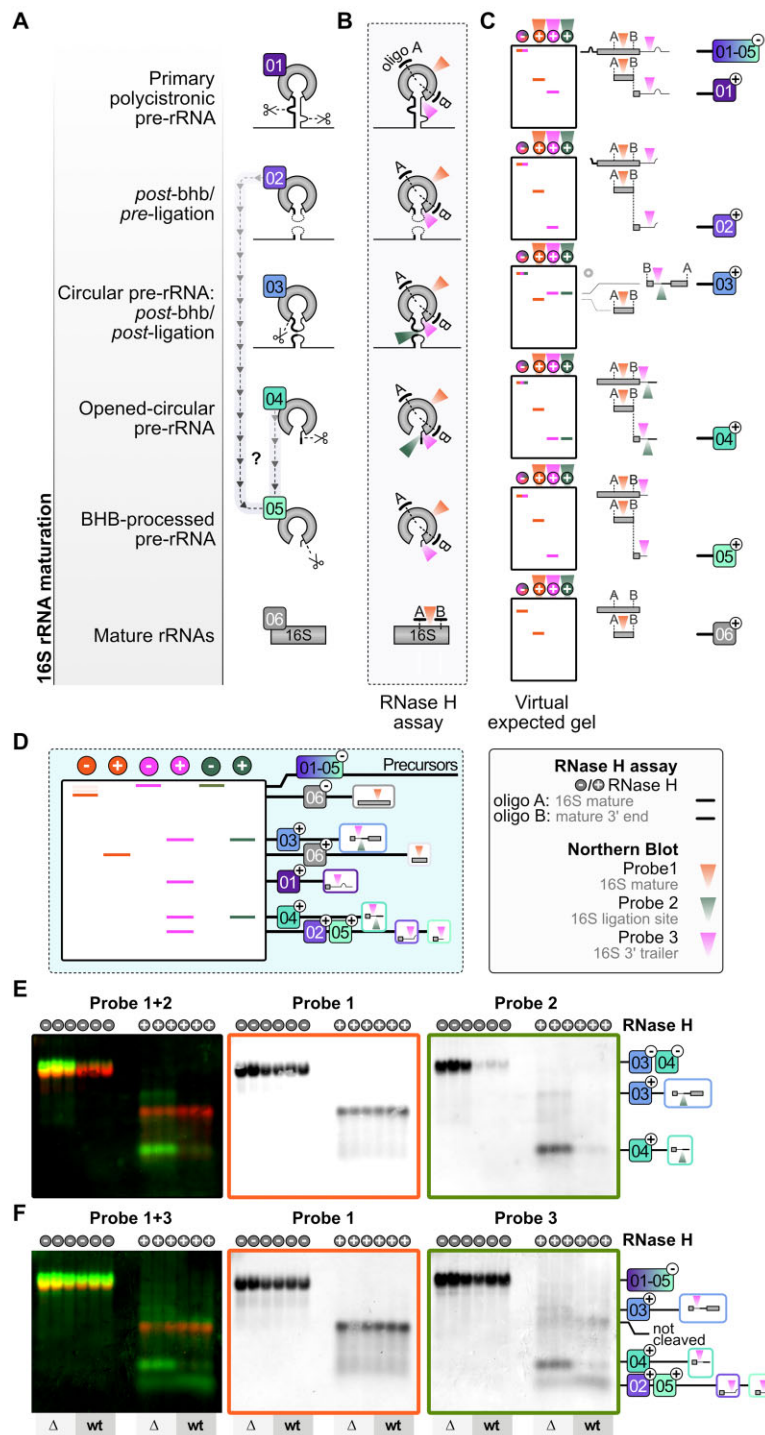 A
B
C
Primary
polycistronic
pre-rRNA
01
oligo A
B
- + + +
A B
A B
01-05 -
01 +
post-bhb/
pre-ligation
02
A
B
- + + +
A B
A B
02 +
Circular pre-rRNA:
post-bhb/
post-ligation
03
A
B
- + + +
B A
A B
03 +
Opened-circular
pre-rRNA
04
A
B
- + + +
A B
A B
04 +
?
BHB-processed
pre-rRNA
05
A
B
- + + +
A B
A B
05 +
Mature rRNAs
06
16S
A B
16S
- + + +
A B
A B
06 +
16S rRNA maturation
RNase H
assay
Virtual
expected gel
D
- + - + - +
01-05 -
Precursors
06 -
03 +
06 +
01 +
04 +
02 + 05 +
RNase H assay
-/+ RNase H
oligo A: 16S mature
oligo B: mature 3' end
Northern Blot
Probe1
16S mature
Probe 2
16S ligation site
Probe 3
16S 3' trailer
E
Probe 1+2
Probe 1
Probe 2
- - - - - - + + + + + +
- - - - - - + + + + + +
- - - - - - + + + + + +
RNase H
03 - 04 -
03 +
04 +
F
Probe 1+3
Probe 1
Probe 3
- - - - - - + + + + + +
- - - - - - + + + + + +
- - - - - - + + + + + +
RNase H
01-05 -
03 +
not
cleaved
04 +
02 + 05 +
Δ wt Δ wt
Δ wt Δ wt
Δ wt Δ wt